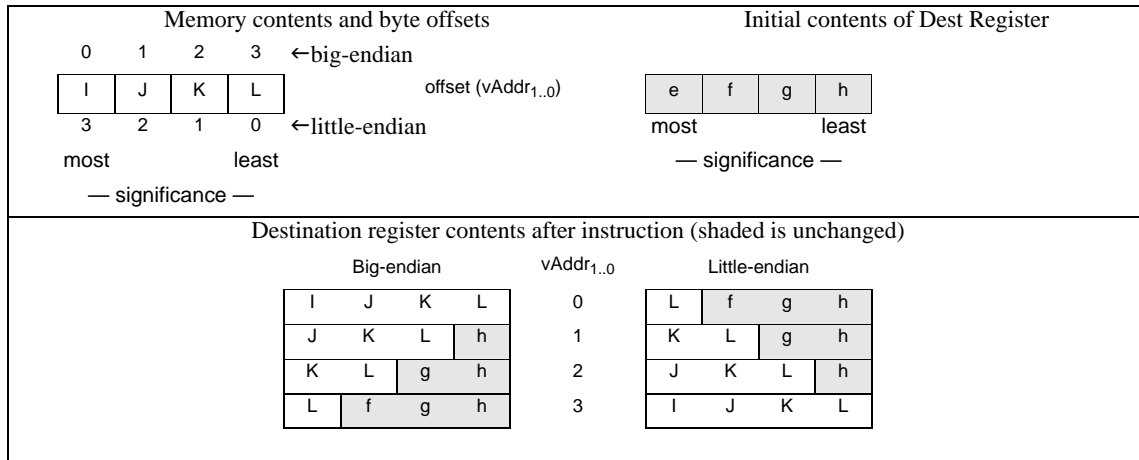 Memory contents and byte offsets
Initial contents of Dest Register
0 1 2 3 ←big-endian
I J K L
offset (vAddr1..0)
e f g h
3 2 1 0 ←little-endian
most least
most least
— significance —
— significance —
Destination register contents after instruction (shaded is unchanged)
Big-endian vAddr1..0 Little-endian
I J K L 0 L f g h
J K L h 1 K L g h
K L g h 2 J K L h
L f g h 3 I J K L